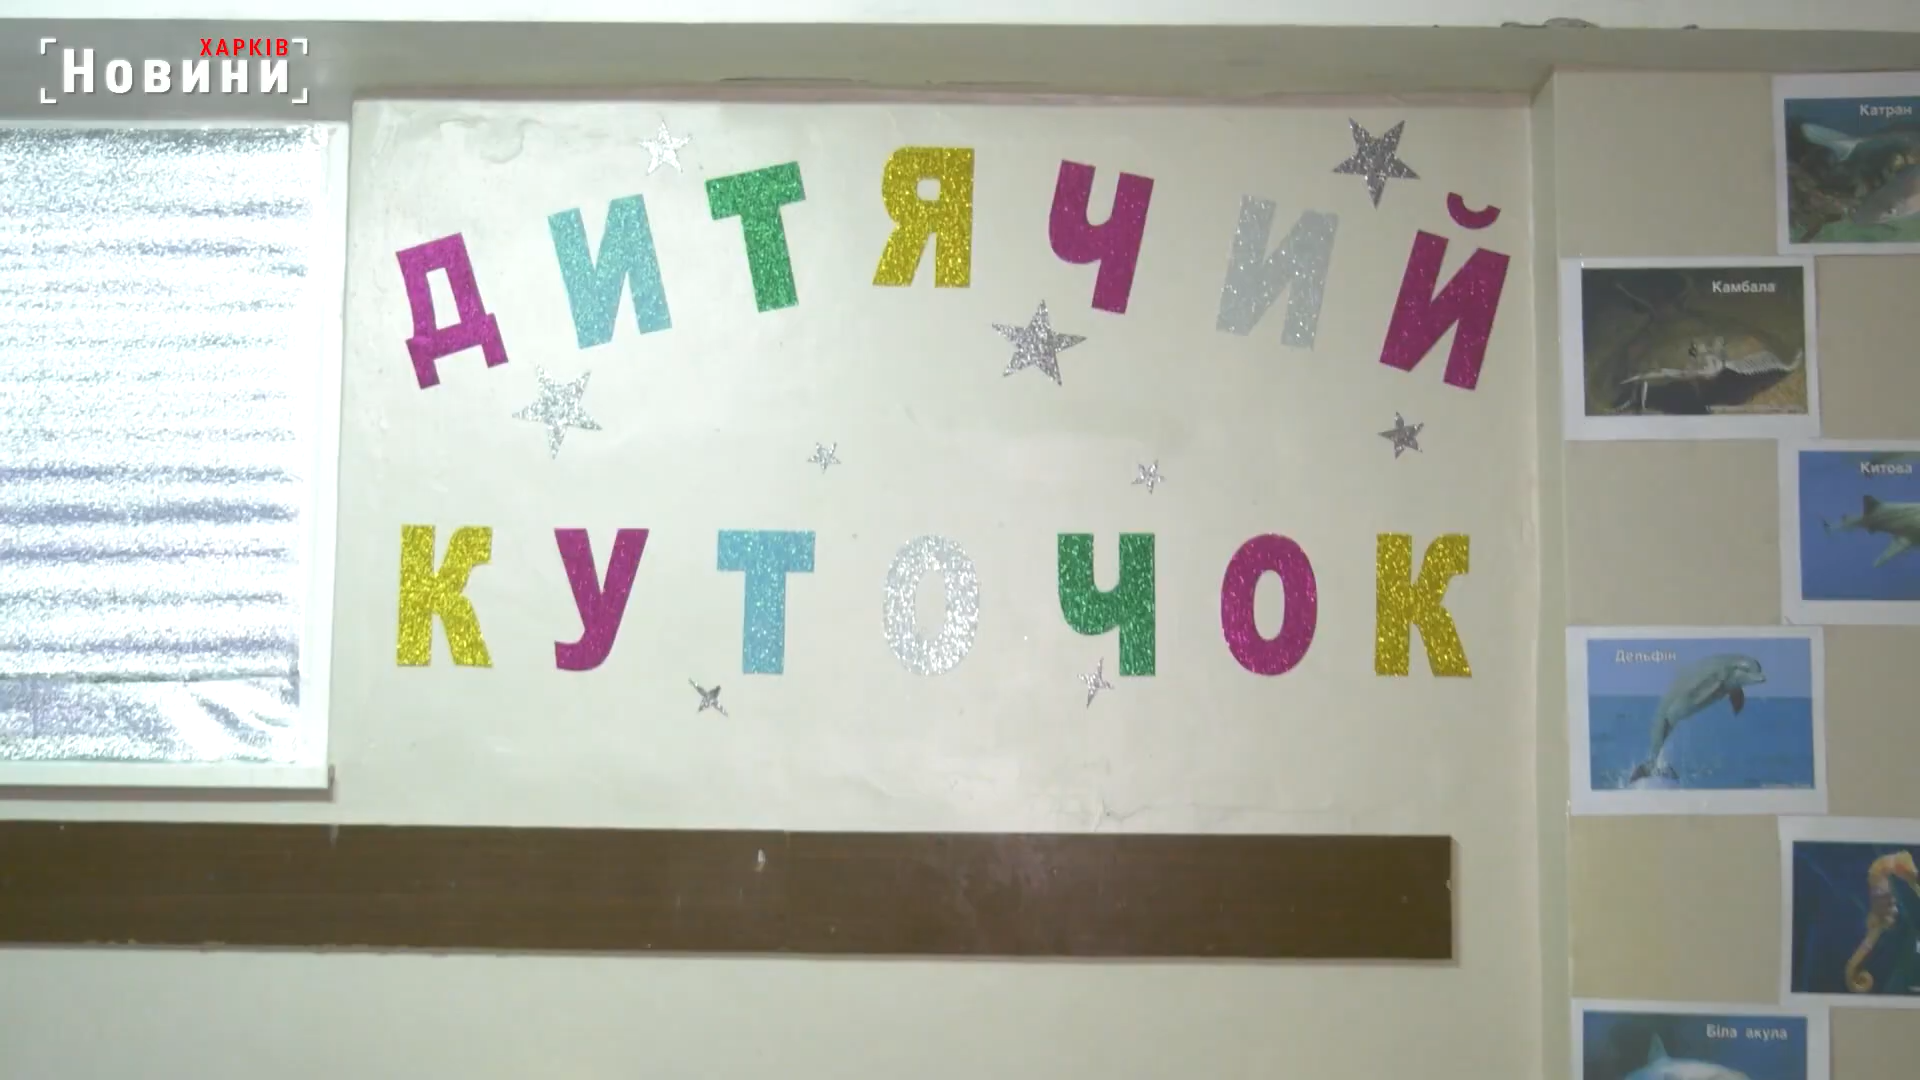 ХАРКІВ
Новини
ДИТЯЧИЙ
КУТОЧОК
Катран
Камбала
Китова
Дельфін
Біла акула